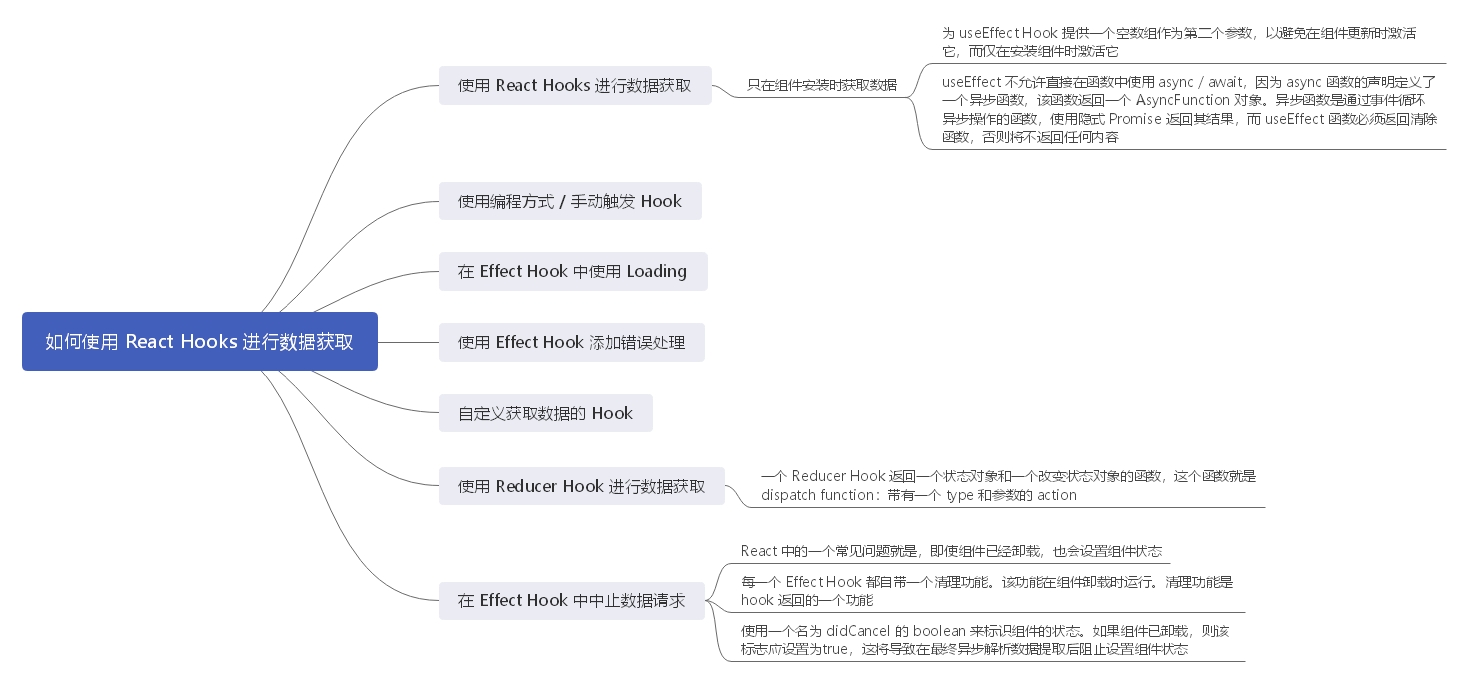 如何使用 React Hooks 进行数据获取
使用 React Hooks 进行数据获取
只在组件安装时获取数据
为 useEffect Hook 提供一个空数组作为第二个参数，以避免在组件更新时激活
它，而仅在安装组件时激活它
useEffect 不允许直接在函数中使用 async / await，因为 async 函数的声明定义了
一个异步函数，该函数返回一个 AsyncFunction 对象。异步函数是通过事件循环
异步操作的函数，使用隐式 Promise 返回其结果，而 useEffect 函数必须返回清除
函数，否则将不返回任何内容
使用编程方式 / 手动触发 Hook
在 Effect Hook 中使用 Loading
使用 Effect Hook 添加错误处理
自定义获取数据的 Hook
使用 Reducer Hook 进行数据获取
一个 Reducer Hook 返回一个状态对象和一个改变状态对象的函数，这个函数就是
dispatch function：带有一个 type 和参数的 action
在 Effect Hook 中中止数据请求
React 中的一个常见问题就是，即使组件已经卸载，也会设置组件状态
每一个 Effect Hook 都自带一个清理功能。该功能在组件卸载时运行。清理功能是
hook 返回的一个功能
使用一个名为 didCancel 的 boolean 来标识组件的状态。如果组件已卸载，则该
标志应设置为true，这将导致在最终异步解析数据提取后阻止设置组件状态